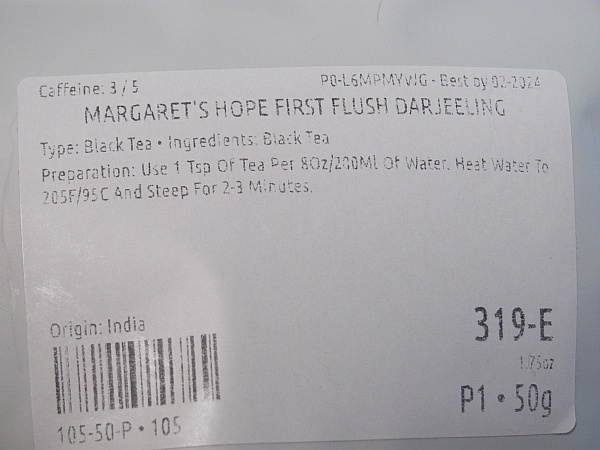 Caffeine: 3 / 5
P0-L6MPMYWG - Best by 02-2024
MARGARET'S HOPE FIRST FLUSH DARJEELING
Type: Black Tea • Ingredients: Black Tea
Preparation: Use 1 Tsp Of Tea Per 8Oz/200Ml Of Water. Heat Water To
205F/95C And Steep For 2-3 Minutes.
Origin: India
319-E
1.75oz
P1 • 50g
105-50-P • 105